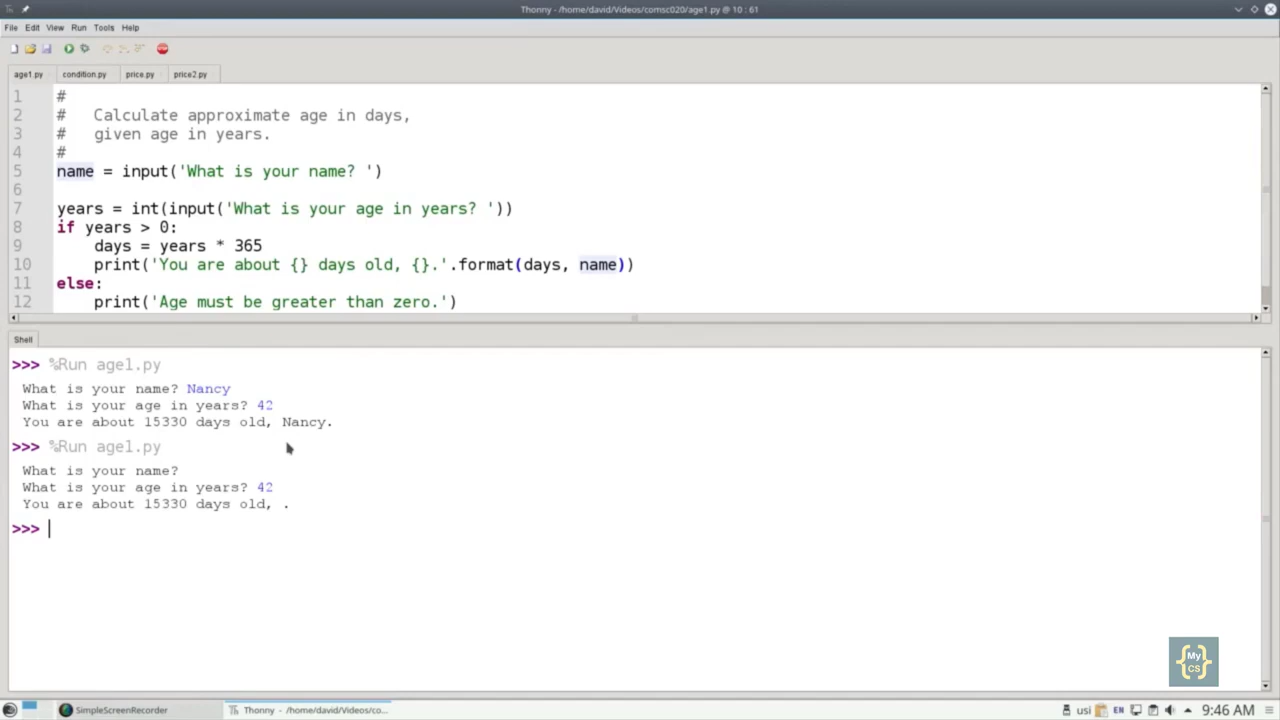 Thonny - /home/david/Videos/comsc020/age1.py @ 10 : 61
File Edit View Run Tools Help
age1.py condition.py price.py price2.py
1 #
2 #   Calculate approximate age in days,
3 #   given age in years.
4 #
5 name = input('What is your name? ')
6
7 years = int(input('What is your age in years? '))
8 if years > 0:
9     days = years * 365
10     print('You are about {} days old, {}.'.format(days, name))
11 else:
12     print('Age must be greater than zero.')
Shell
>>> %Run age1.py
What is your name? Nancy
What is your age in years? 42
You are about 15330 days old, Nancy.
>>> %Run age1.py
What is your name?
What is your age in years? 42
You are about 15330 days old, .
>>>
{My CS}
SimpleScreenRecorder Thonny - /home/david/Videos/co... usi EN 9:46 AM